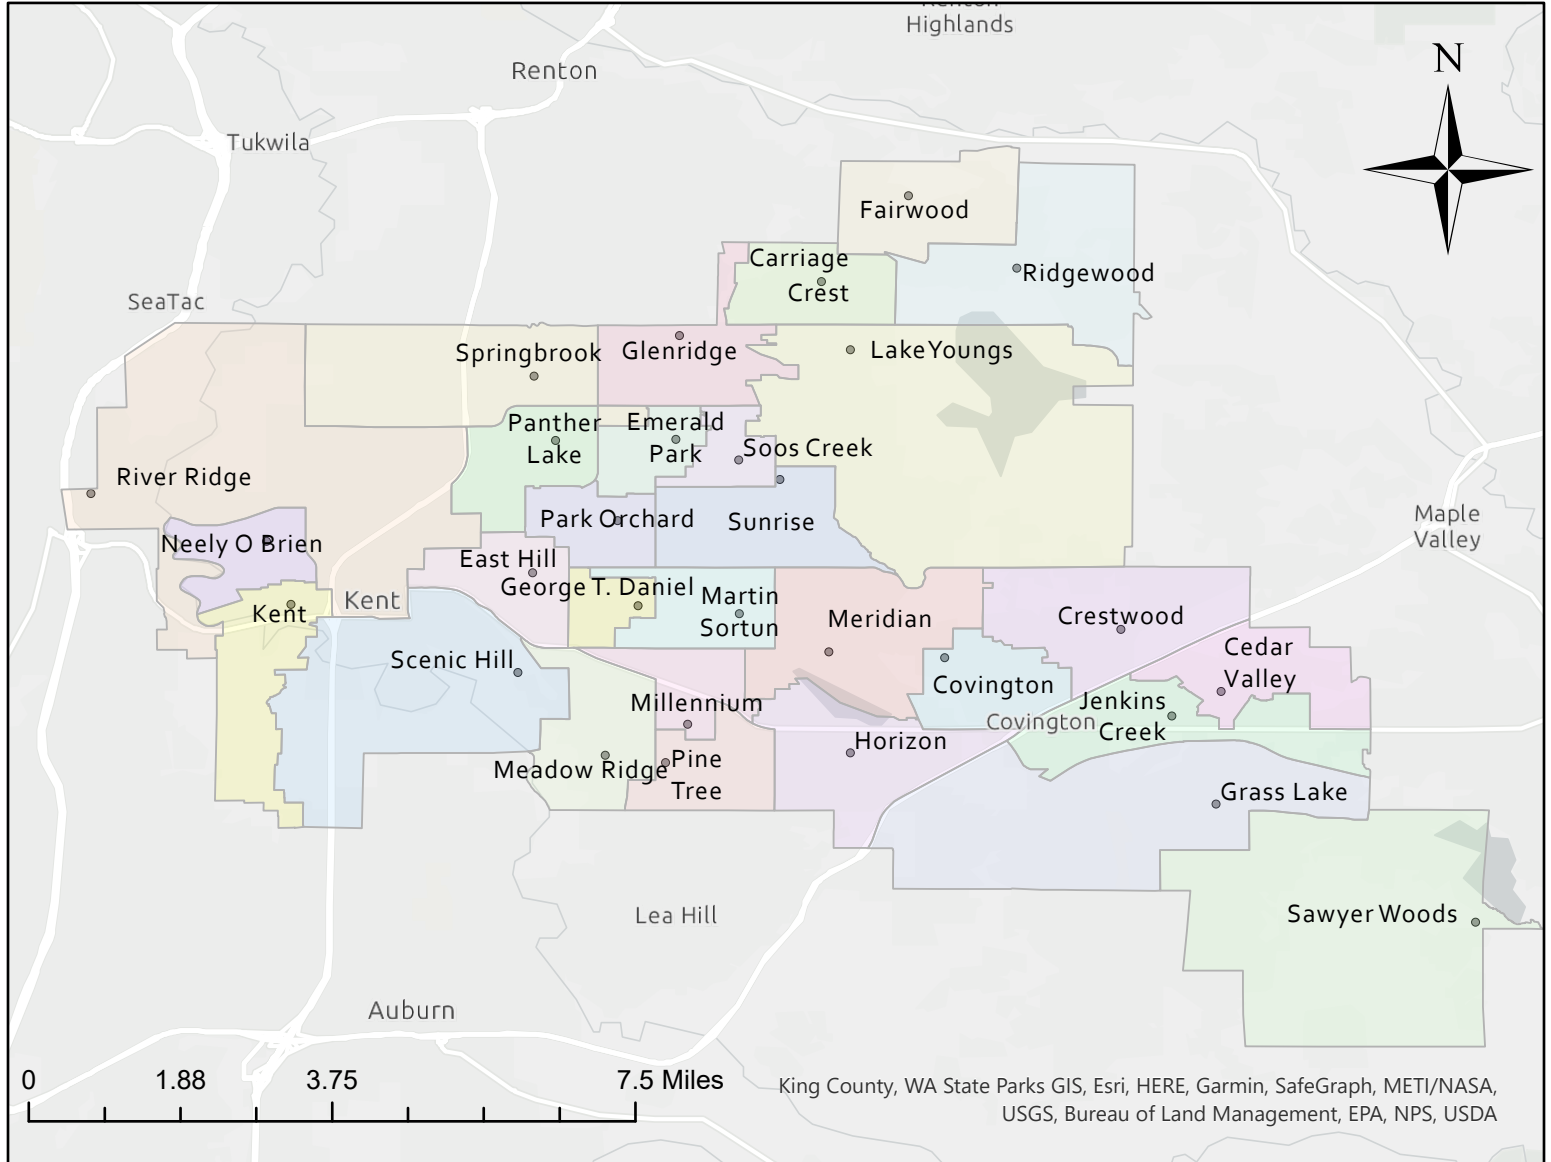 Renton
Highlands
N
Renton
Tukwila
Fairwood
Carriage
Crest
Ridgewood
SeaTac
Springbrook
Glenridge
Lake Youngs
Panther
Lake
Emerald
Park
Soos Creek
River Ridge
Park Orchard
Sunrise
Maple
Valley
Neely O Brien
East Hill
George T. Daniel
Martin
Sortun
Kent
Kent
Meridian
Crestwood
Cedar
Valley
Scenic Hill
Covington
Millennium
Jenkins
Creek
Covington
Horizon
Meadow Ridge
Pine
Tree
Grass Lake
Lea Hill
Sawyer Woods
Auburn
0 1.88 3.75 7.5 Miles
King County, WA State Parks GIS, Esri, HERE, Garmin, SafeGraph, METI/NASA,
USGS, Bureau of Land Management, EPA, NPS, USDA